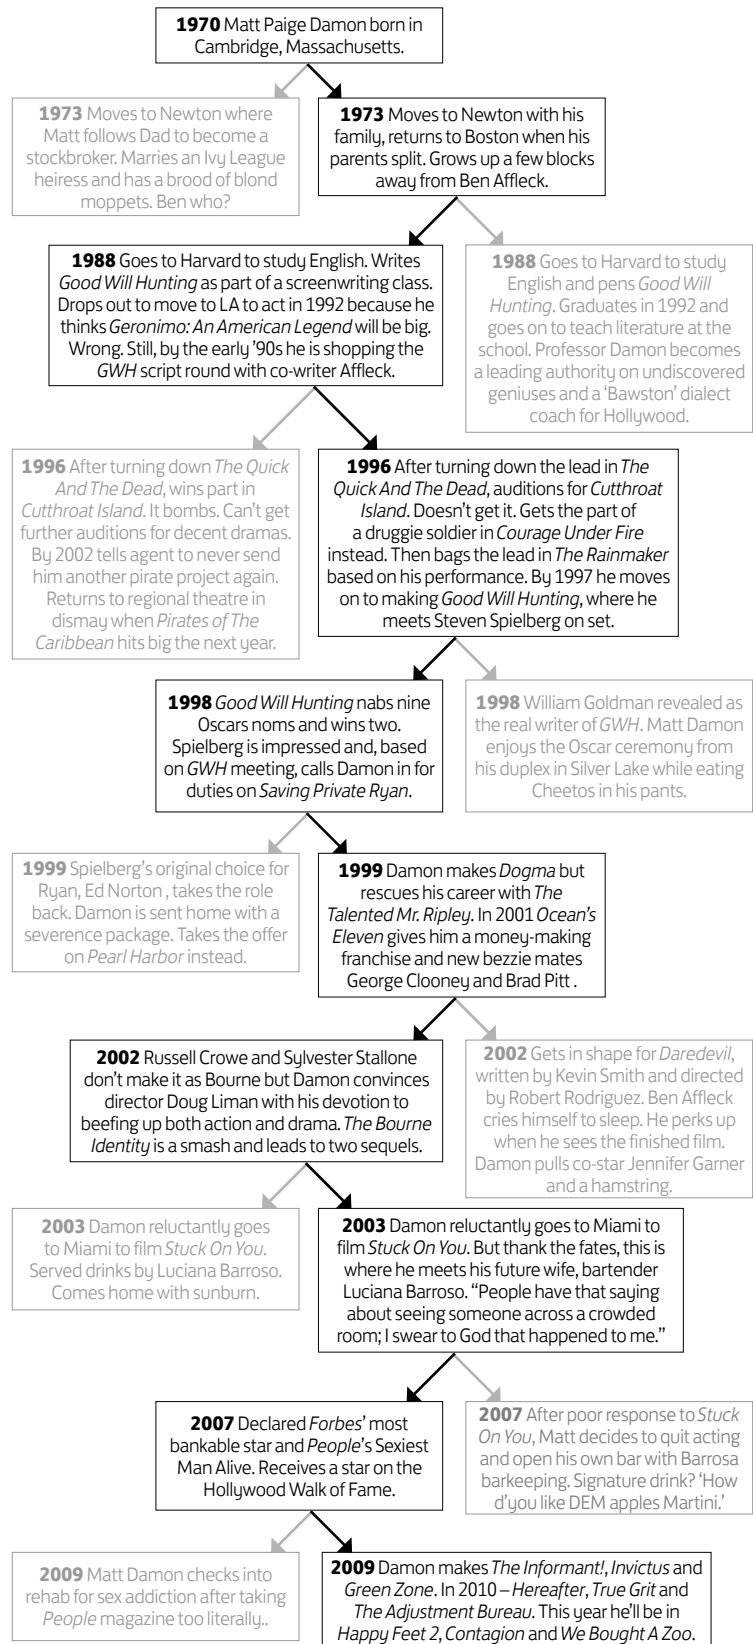 1970 Matt Paige Damon born in
Cambridge, Massachusetts.
1973 Moves to Newton where
Matt follows Dad to become a
stockbroker. Marries an Ivy League
heiress and has a brood of blond
moppets. Ben who?
1973 Moves to Newton with his
family, returns to Boston when his
parents split. Grows up a few blocks
away from Ben Affleck.
1988 Goes to Harvard to study English. Writes
Good Will Hunting as part of a screenwriting class.
Drops out to move to LA to act in 1992 because he
thinks Geronimo: An American Legend will be big.
Wrong. Still, by the early '90s he is shopping the
GWH script round with co-writer Affleck.
1988 Goes to Harvard to study
English and pens Good Will
Hunting. Graduates in 1992 and
goes on to teach literature at the
school. Professor Damon becomes
a leading authority on undiscovered
geniuses and a 'Bawston' dialect
coach for Hollywood.
1996 After turning down The Quick
And The Dead, wins part in
Cutthroat Island. It bombs. Can't get
further auditions for decent dramas.
By 2002 tells agent to never send
him another pirate project again.
Returns to regional theatre in
dismay when Pirates of The
Caribbean hits big the next year.
1996 After turning down the lead in The
Quick And The Dead, auditions for Cutthroat
Island. Doesn't get it. Gets the part of
a druggie soldier in Courage Under Fire
instead. Then bags the lead in The Rainmaker
based on his performance. By 1997 he moves
on to making Good Will Hunting, where he
meets Steven Spielberg on set.
1998 Good Will Hunting nabs nine
Oscars noms and wins two.
Spielberg is impressed and, based
on GWH meeting, calls Damon in for
duties on Saving Private Ryan.
1998 William Goldman revealed as
the real writer of GWH. Matt Damon
enjoys the Oscar ceremony from
his duplex in Silver Lake while eating
Cheetos in his pants.
1999 Spielberg's original choice for
Ryan, Ed Norton , takes the role
back. Damon is sent home with a
severence package. Takes the offer
on Pearl Harbor instead.
1999 Damon makes Dogma but
rescues his career with The
Talented Mr. Ripley. In 2001 Ocean's
Eleven gives him a money-making
franchise and new bezzie mates
George Clooney and Brad Pitt .
2002 Russell Crowe and Sylvester Stallone
don't make it as Bourne but Damon convinces
director Doug Liman with his devotion to
beefing up both action and drama. The Bourne
Identity is a smash and leads to two sequels.
2002 Gets in shape for Daredevil,
written by Kevin Smith and directed
by Robert Rodriguez. Ben Affleck
cries himself to sleep. He perks up
when he sees the finished film.
Damon pulls co-star Jennifer Garner
and a hamstring.
2003 Damon reluctantly goes
to Miami to film Stuck On You.
Served drinks by Luciana Barroso.
Comes home with sunburn.
2003 Damon reluctantly goes to Miami to
film Stuck On You. But thank the fates, this is
where he meets his future wife, bartender
Luciana Barroso. “People have that saying
about seeing someone across a crowded
room; I swear to God that happened to me.”
2007 Declared Forbes' most
bankable star and People's Sexiest
Man Alive. Receives a star on the
Hollywood Walk of Fame.
2007 After poor response to Stuck
On You, Matt decides to quit acting
and open his own bar with Barrosa
barkeeping. Signature drink? 'How
d'you like DEM apples Martini.'
2009 Matt Damon checks into
rehab for sex addiction after taking
People magazine too literally..
2009 Damon makes The Informant!, Invictus and
Green Zone. In 2010 – Hereafter, True Grit and
The Adjustment Bureau. This year he'll be in
Happy Feet 2, Contagion and We Bought A Zoo.